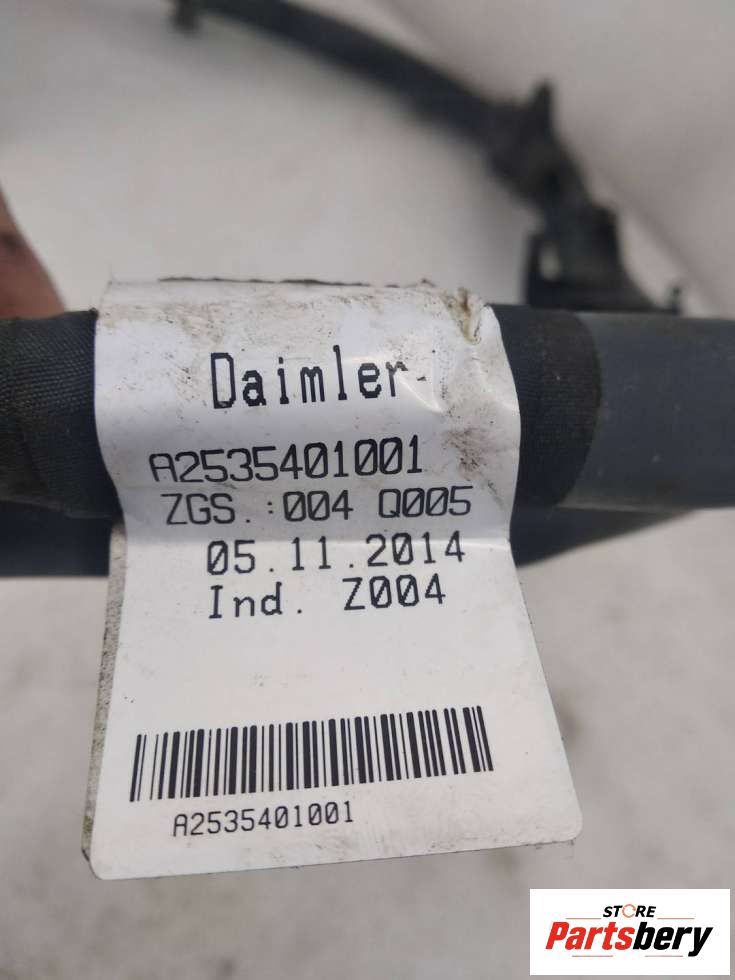 Daimler
A2535401001
ZGS.:004 Q005
05.11.2014
Ind. Z004
A2535401001
STORE
Partsbery